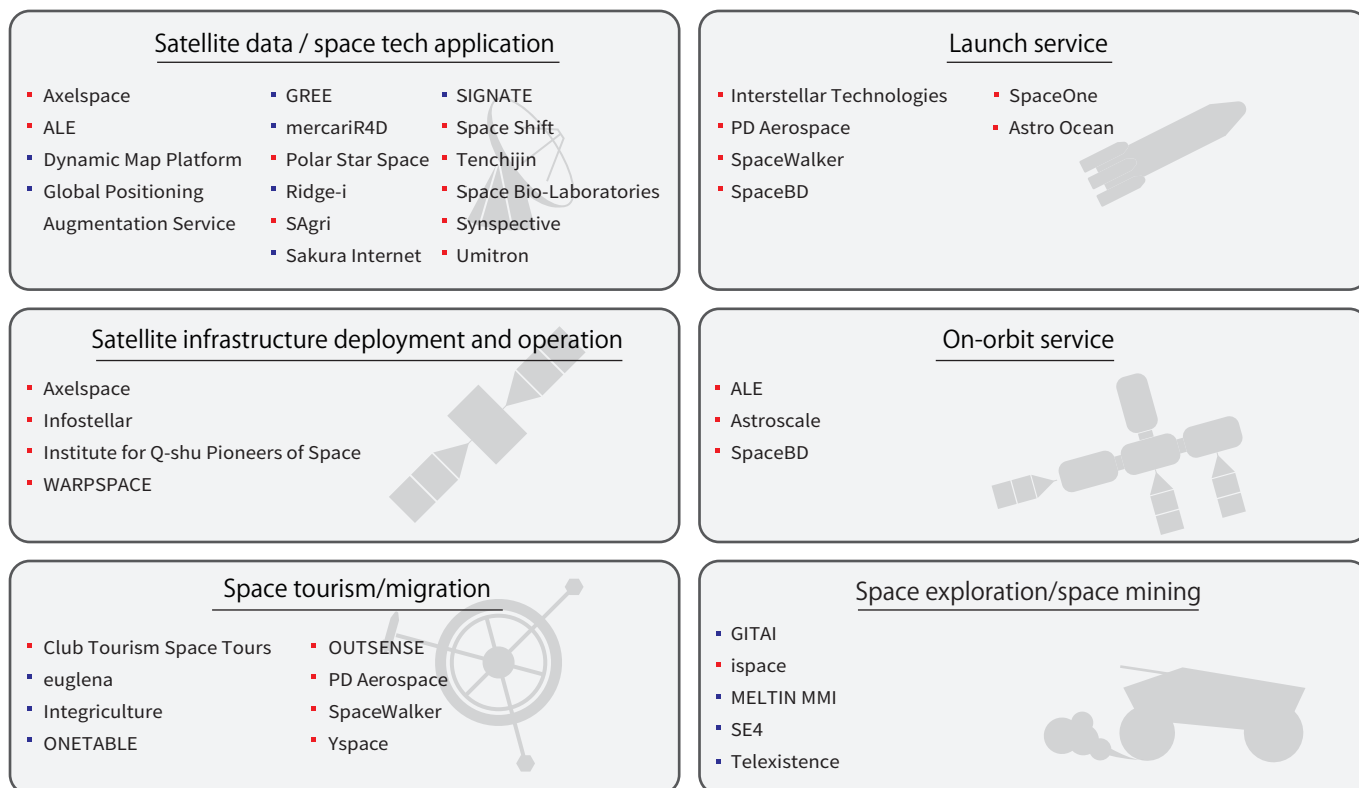 Satellite data / space tech application
Axelspace
ALE
Dynamic Map Platform
Global Positioning
Augmentation Service
GREE
mercariR4D
Polar Star Space
Ridge-i
SAgri
Sakura Internet
SIGNATE
Space Shift
Tenchijin
Space Bio-Laboratories
Synspective
Umitron
Launch service
Interstellar Technologies
PD Aerospace
SpaceWalker
SpaceBD
SpaceOne
Astro Ocean
Satellite infrastructure deployment and operation
Axelspace
Infostellar
Institute for Q-shu Pioneers of Space
WARPSPACE
On-orbit service
ALE
Astroscale
SpaceBD
Space tourism/migration
Club Tourism Space Tours
euglena
Integriculture
ONETABLE
OUTSENSE
PD Aerospace
SpaceWalker
Yspace
Space exploration/space mining
GITAI
ispace
MELTIN MMI
SE4
Telexistence